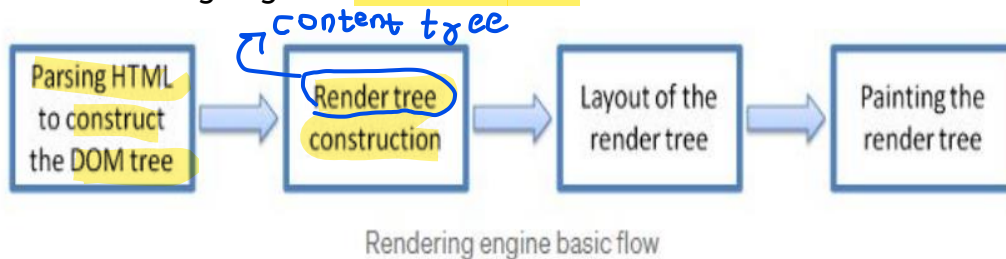 content tree
Parsing HTML
to construct
the DOM tree
Render tree
construction
Layout of the
render tree
Painting the
render tree
Rendering engine basic flow